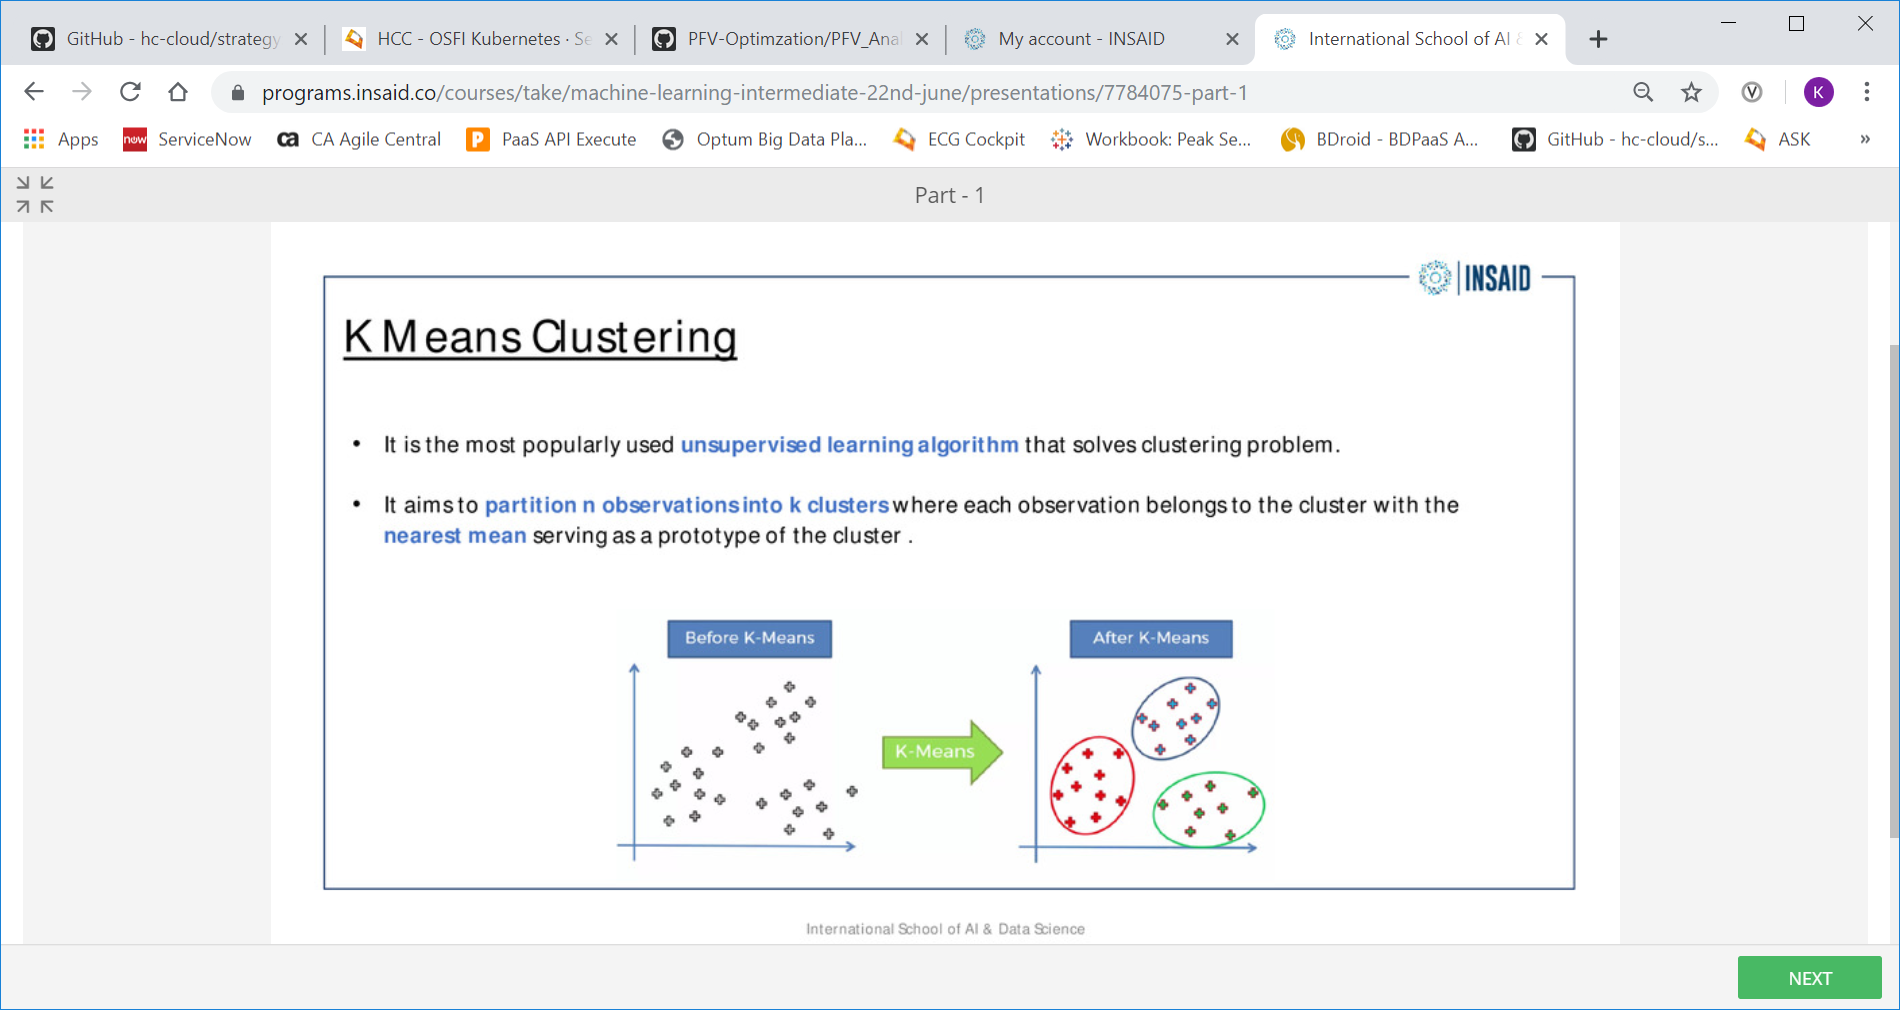 GitHub - hc-cloud/strategy
HCC - OSFI Kubernetes · Se
PFV-Optimzation/PFV_Anal
My account - INSAID
International School of AI &
programs.insaid.co/courses/take/machine-learning-intermediate-22nd-june/presentations/7784075-part-1
V
K
Apps
now
ServiceNow
ca
CA Agile Central
P
PaaS API Execute
Optum Big Data Pla...
ECG Cockpit
Workbook: Peak Se...
BDroid - BDPaaS A...
GitHub - hc-cloud/s...
ASK
»
Part - 1
INSAID
K Means Clustering
• It is the most popularly used unsupervised learning algorithm that solves clustering problem.
• It aims to partition n observations into k clusters where each observation belongs to the cluster with the
nearest mean serving as a prototype of the cluster .
Before K-Means
After K-Means
K-Means
International School of AI & Data Science
NEXT